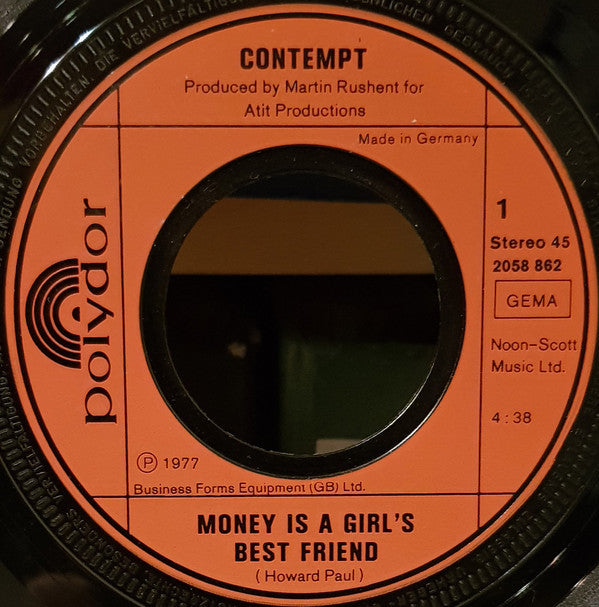 CONTEMPT
Produced by Martin Rushent for
Atit Productions
Made in Germany
polydor
1
Stereo 45
2058 862
GEMA
Noon-Scott
Music Ltd.
4:38
Ⓟ 1977
Business Forms Equipment (GB) Ltd.
MONEY IS A GIRL'S
BEST FRIEND
(Howard Paul)